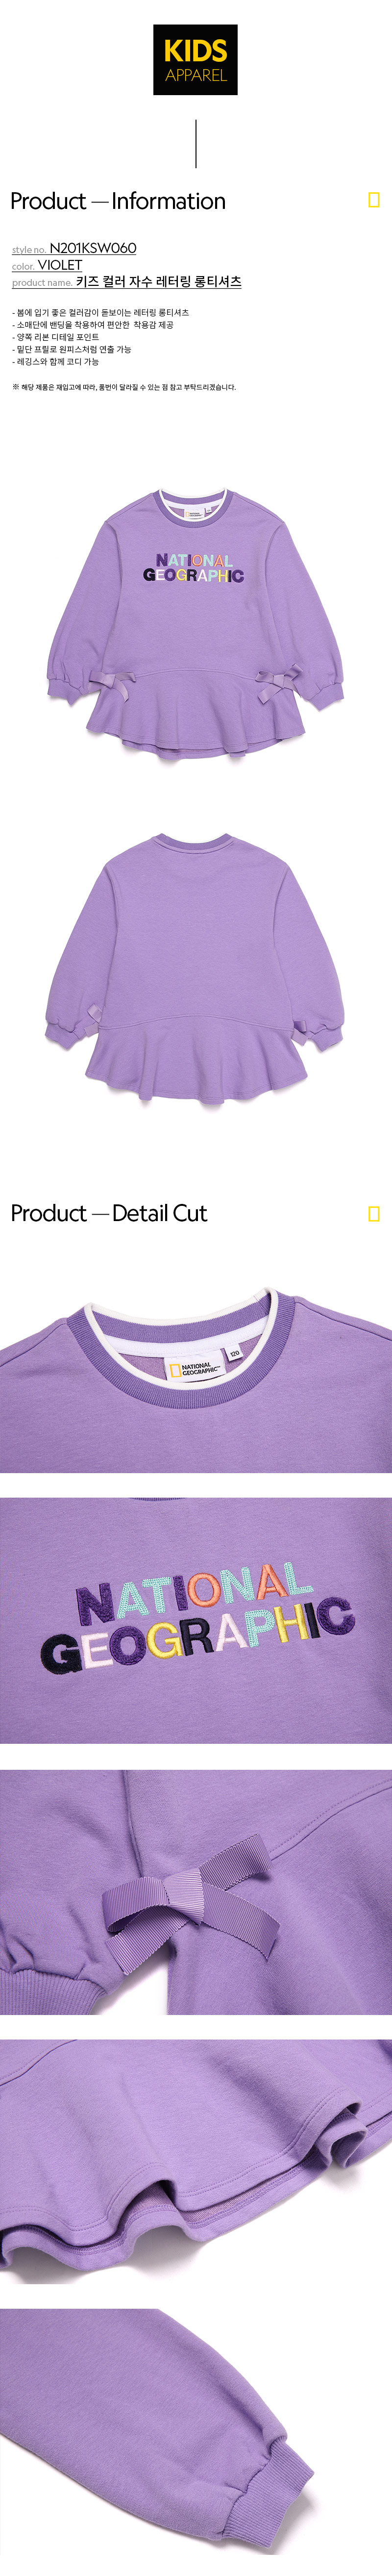 KIDS
APPAREL
Product — Information
style no. N201KSW060
color. VIOLET
product name. 키즈 컬러 자수 레터링 롱티셔츠
- 봄에 입기 좋은 컬러감이 돋보이는 레터링 롱티셔츠
- 소매단에 밴딩을 착용하여 편안한 착용감 제공
- 양쪽 리본 디테일 포인트
- 밑단 프릴로 원피스처럼 연출 가능
- 레깅스와 함께 코디 가능
※ 해당 제품은 재입고에 따라, 품번이 달라질 수 있는 점 참고 부탁드리겠습니다.
NATIONAL
GEOGRAPHIC
Product — Detail Cut
NATIONAL
GEOGRAPHIC
120
NATIONAL
GEOGRAPHIC